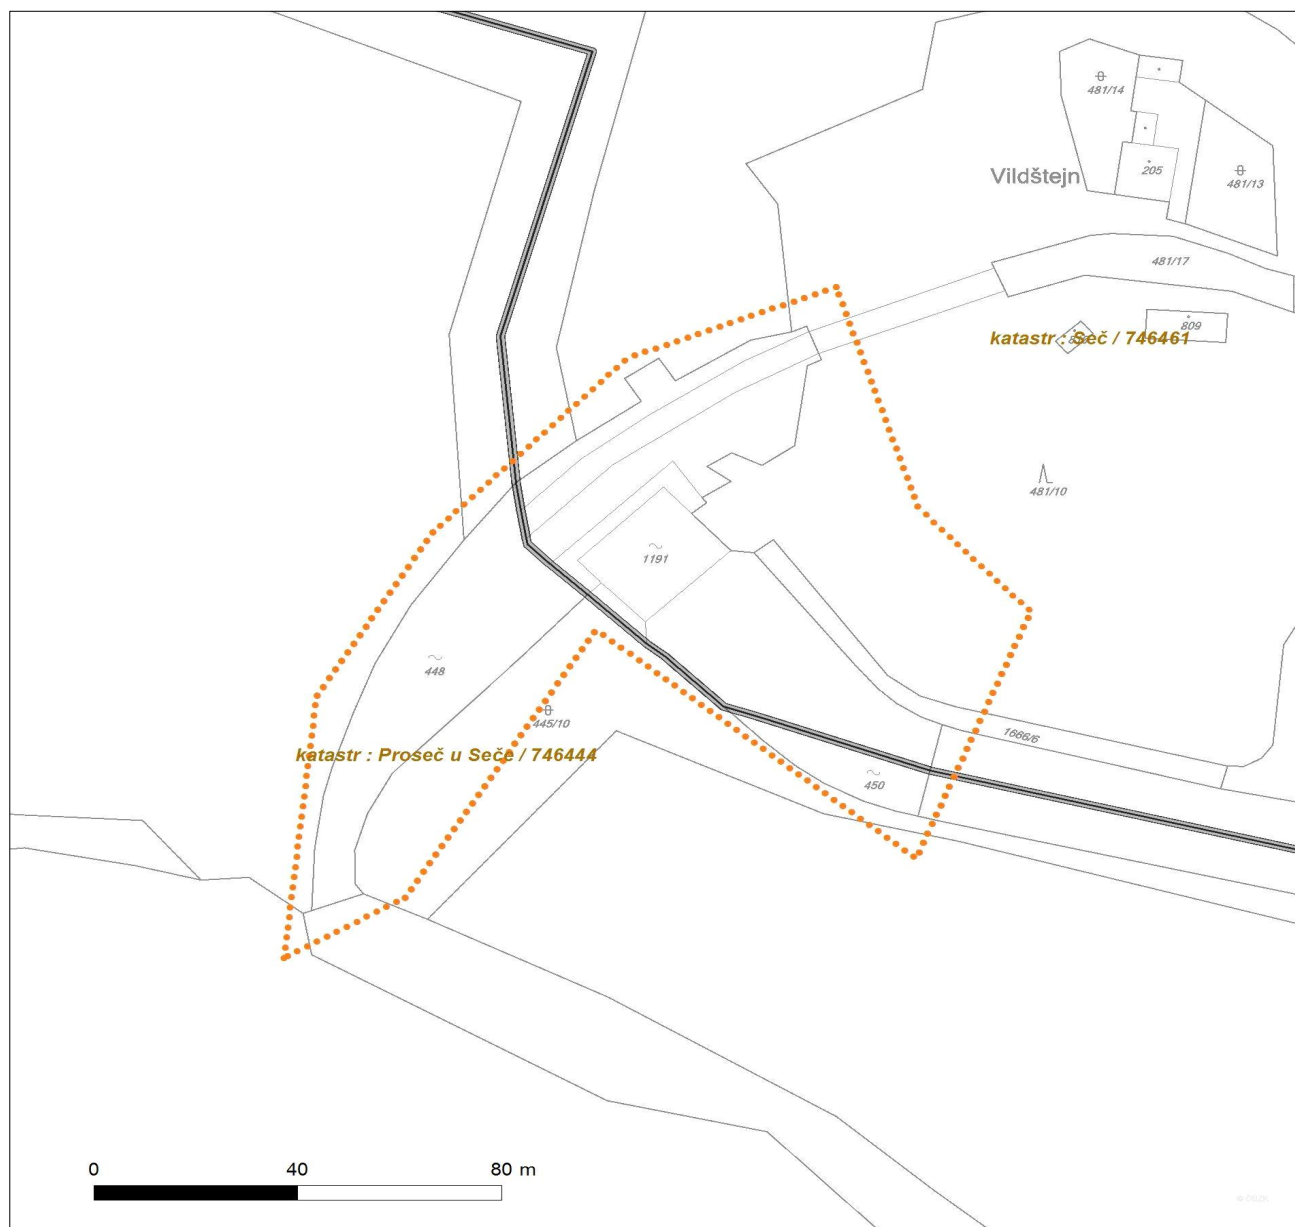 481/14
205
481/13
Vildštejn
481/17
809
katastr : Seč / 746461
481/10
1191
448
445/10
1666/6
katastr : Proseč u Seče / 746444
450
0 40 80 m